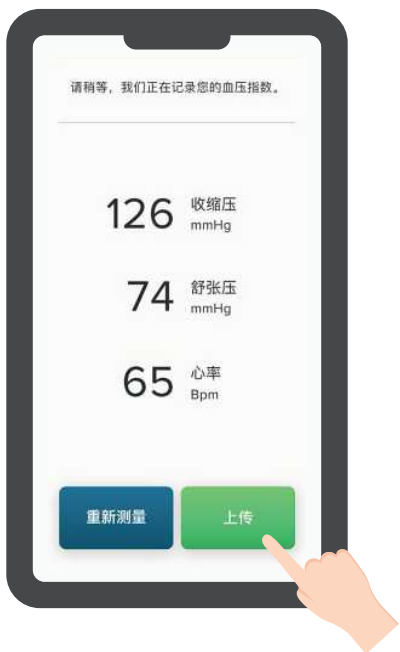 请稍等，我们正在记录您的血压指数。
126 收缩压
mmHg
74 舒张压
mmHg
65 心率
Bpm
重新测量 上传